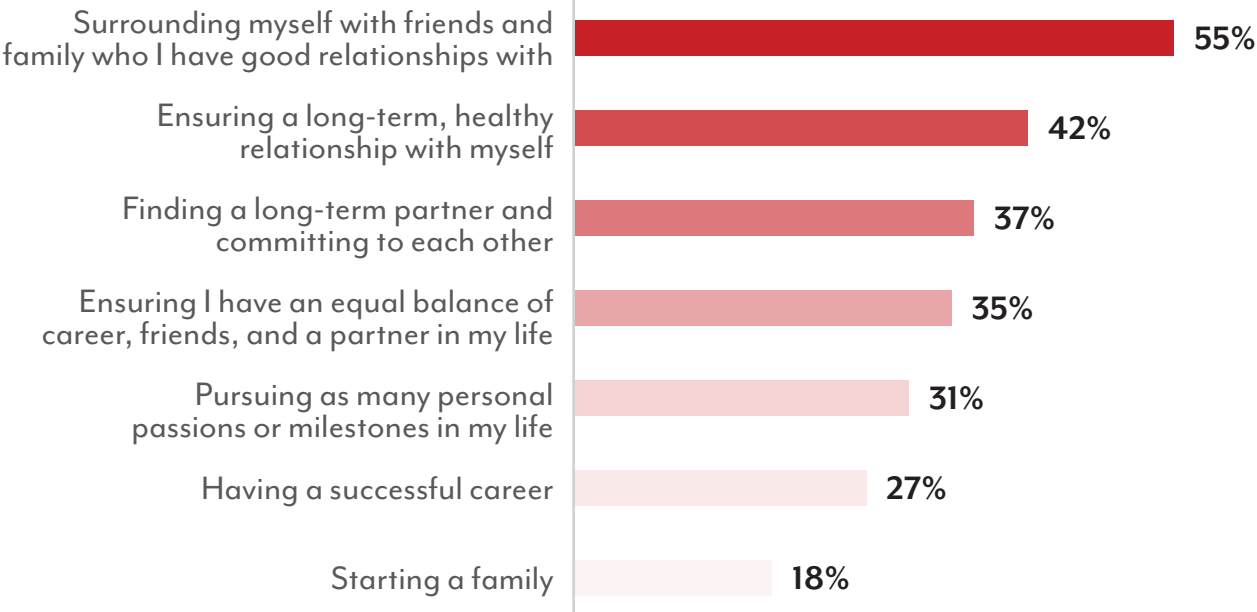 Surrounding myself with friends and
family who I have good relationships with
55%
Ensuring a long-term, healthy
relationship with myself
42%
Finding a long-term partner and
committing to each other
37%
Ensuring I have an equal balance of
career, friends, and a partner in my life
35%
Pursuing as many personal
passions or milestones in my life
31%
Having a successful career
27%
Starting a family
18%